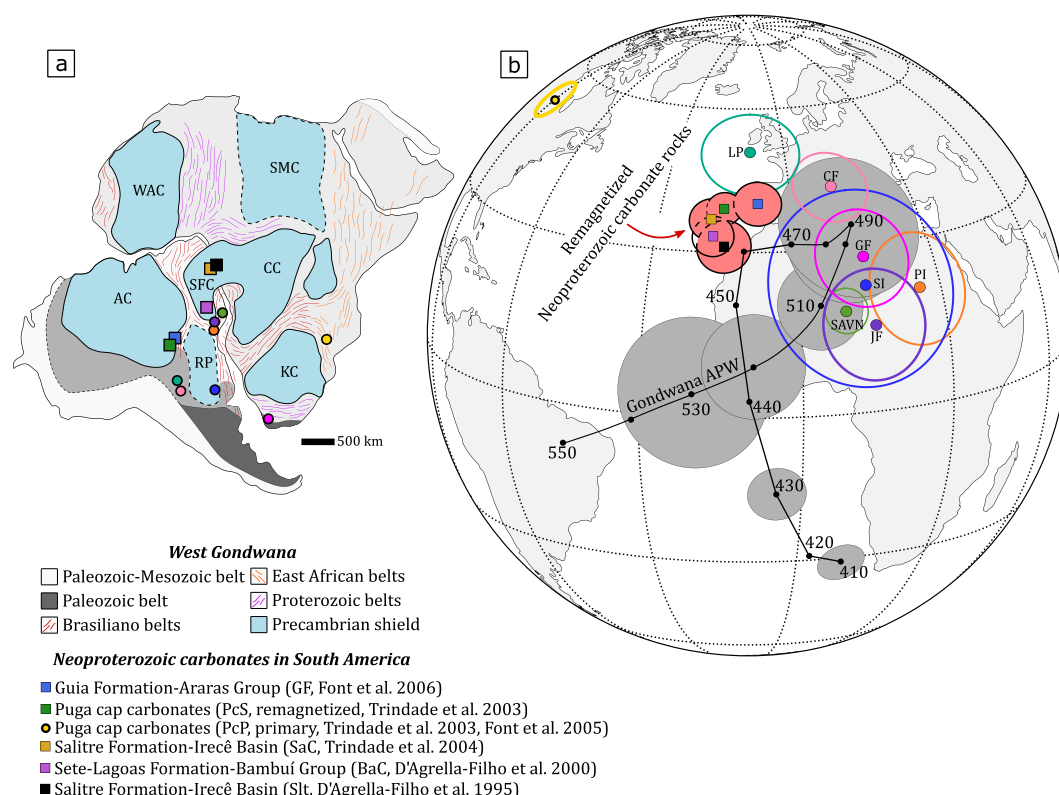 a
b
WAC
SMC
CC
SFC
AC
RP
KC
500 km
LP
CF
Remagnetized
Neoproterozoic carbonate rocks
490
470
GF
PI
SI
450
510
SAVN
JF
Gondwana APW
530
440
550
430
420
410
West Gondwana
Paleozoic-Mesozoic belt
East African belts
Paleozoic belt
Proterozoic belts
Brasiliano belts
Precambrian shield
Neoproterozoic carbonates in South America
Guia Formation-Araras Group (GF, Font et al. 2006)
Puga cap carbonates (PcS, remagnetized, Trindade et al. 2003)
Puga cap carbonates (PcP, primary, Trindade et al. 2003, Font et al. 2005)
Salitre Formation-Irecê Basin (SaC, Trindade et al. 2004)
Sete-Lagoas Formation-Bambuí Group (BaC, D'Agrella-Filho et al. 2000)
Salitre Formation-Irecê Basin (Slt, D'Agrella-Filho et al. 1995)